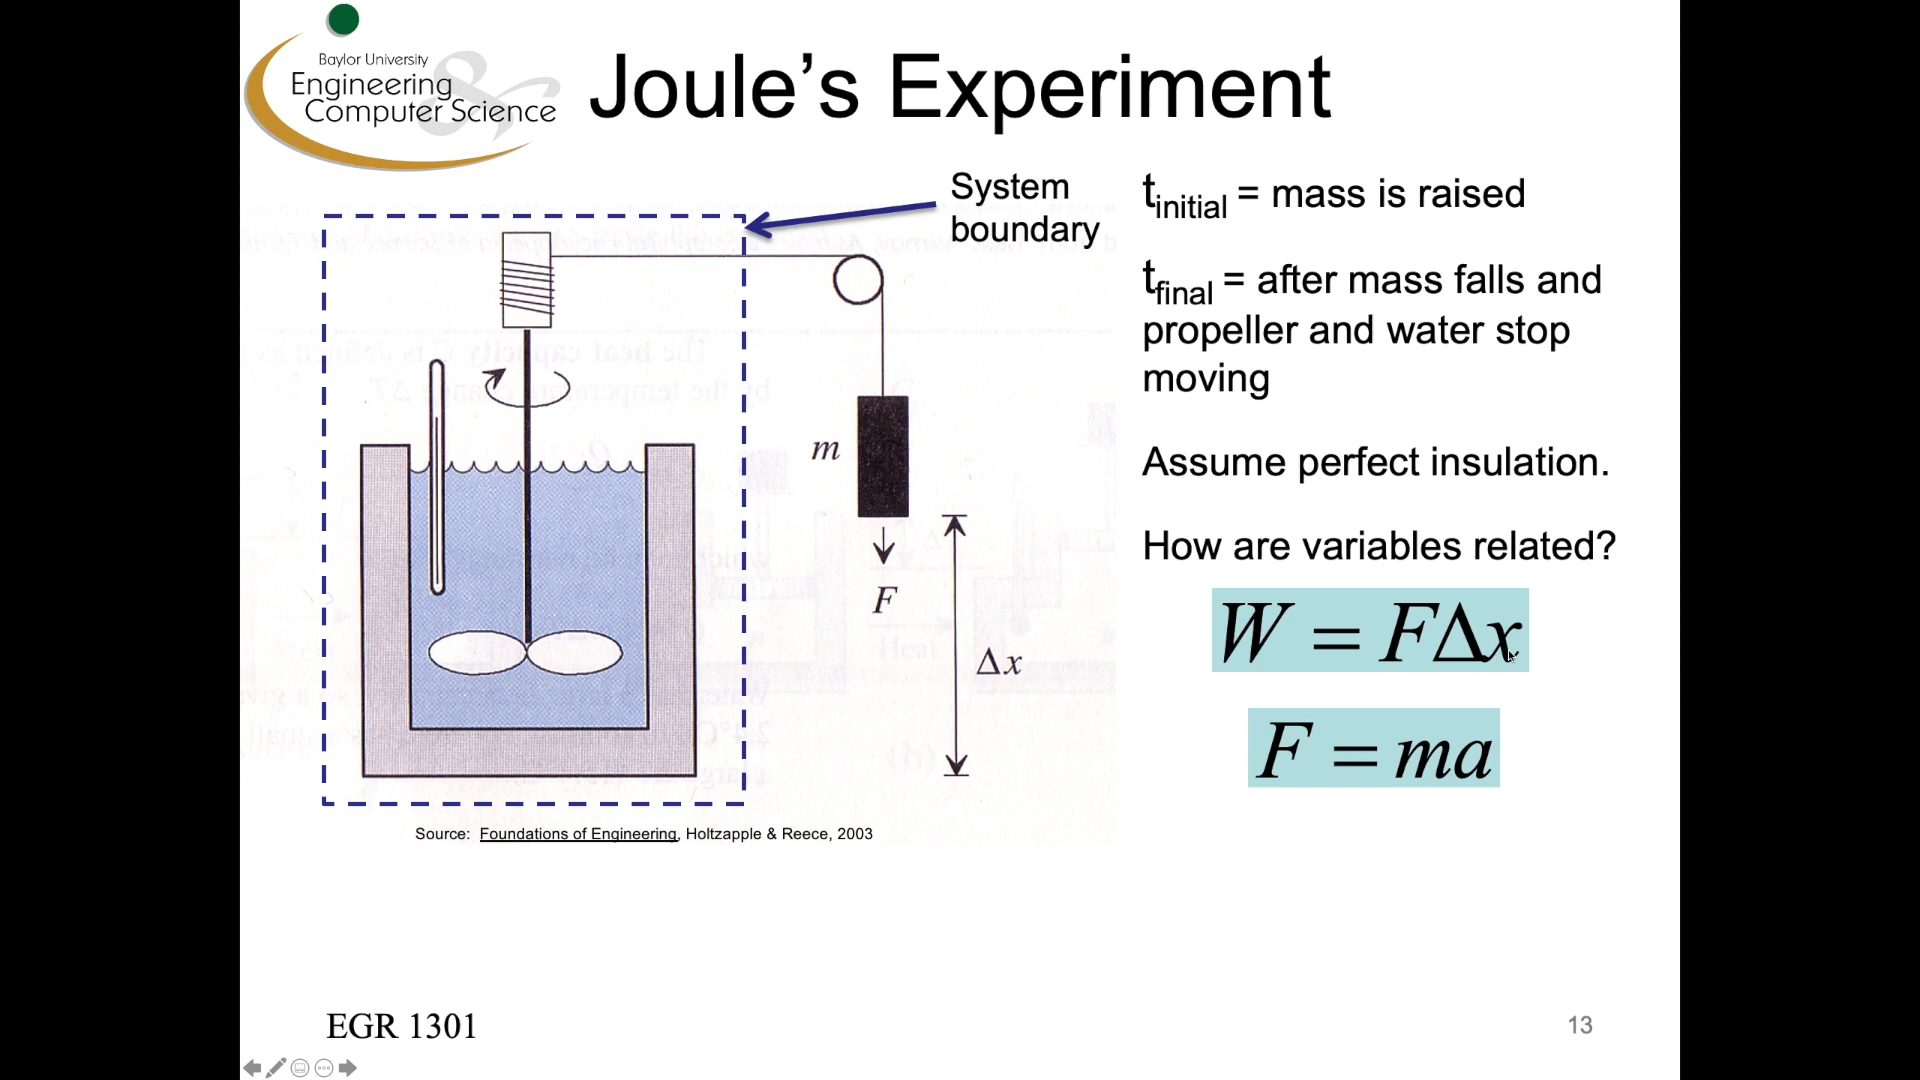 Baylor University
Engineering
& Computer Science
Joule's Experiment
System
boundary
t_initial = mass is raised
t_final = after mass falls and
propeller and water stop
moving
Assume perfect insulation.
How are variables related?
W = FΔx
F = ma
m
F
Δx
Source: Foundations of Engineering, Holtzapple & Reece, 2003
EGR 1301
13